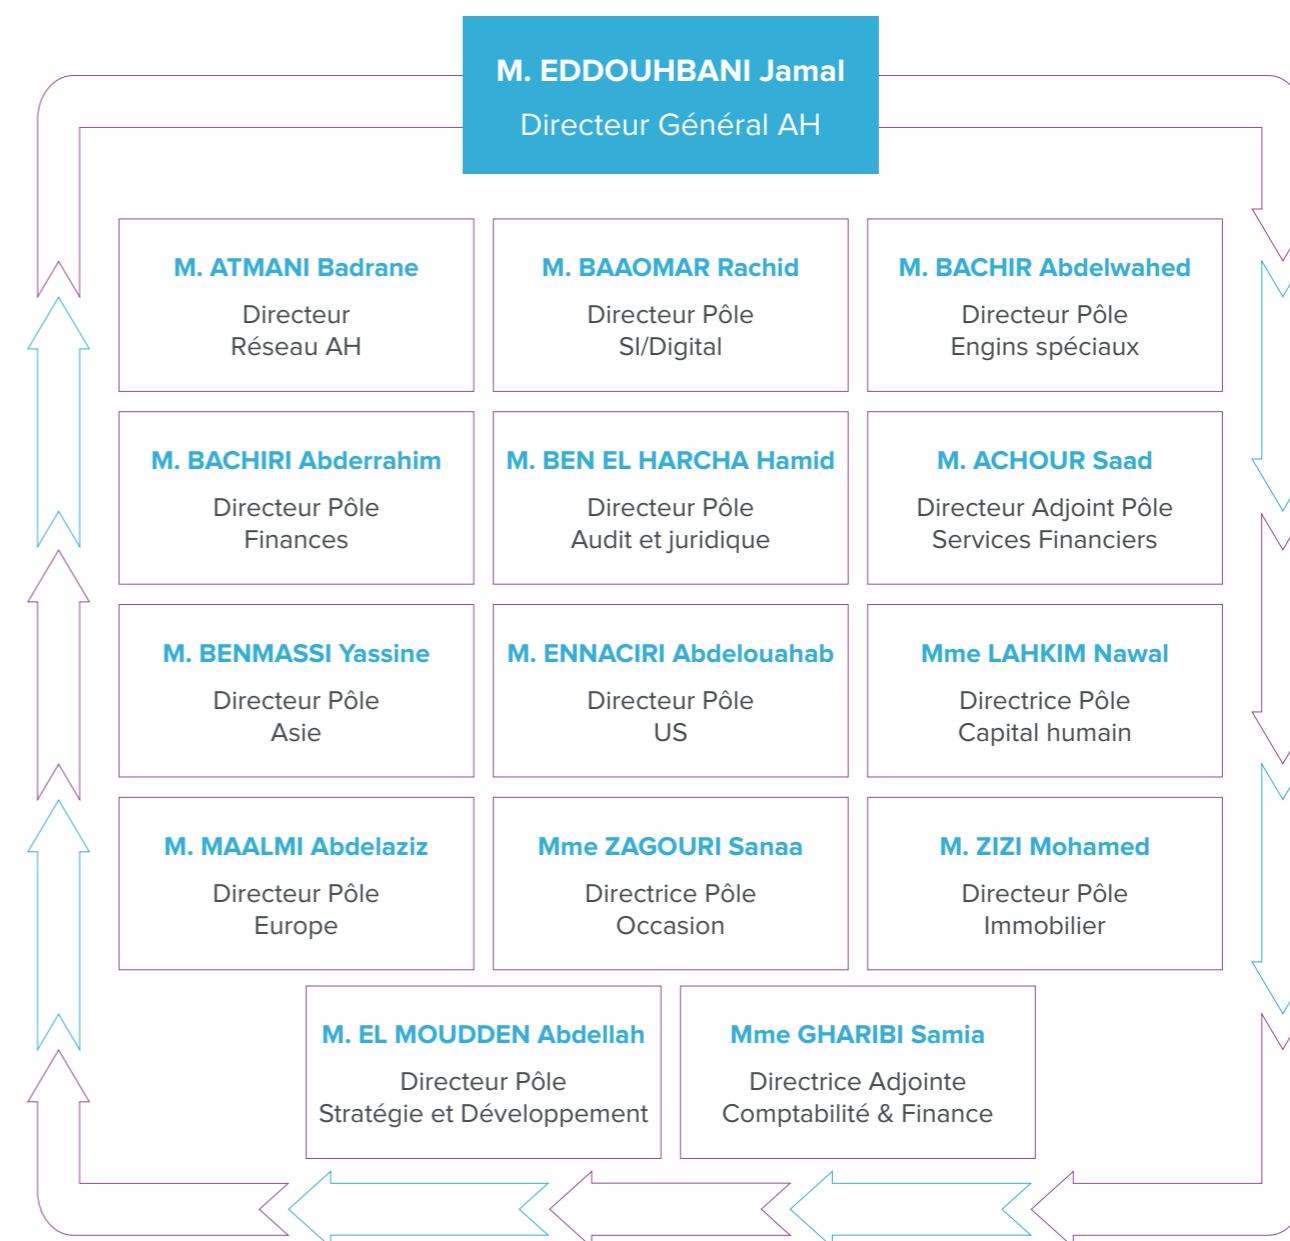 M. EDDOUHBANI Jamal
Directeur Général AH
M. ATMANI Badrane
Directeur
Réseau AH
M. BAAOMAR Rachid
Directeur Pôle
SI/Digital
M. BACHIR Abdelwahed
Directeur Pôle
Engins spéciaux
M. BACHIRI Abderrahim
Directeur Pôle
Finances
M. BEN EL HARCHA Hamid
Directeur Pôle
Audit et juridique
M. ACHOUR Saad
Directeur Adjoint Pôle
Services Financiers
M. BENMASSI Yassine
Directeur Pôle
Asie
M. ENNACIRI Abdelouahab
Directeur Pôle
US
Mme LAHKIM Nawal
Directrice Pôle
Capital humain
M. MAALMI Abdelaziz
Directeur Pôle
Europe
Mme ZAGOURI Sanaa
Directrice Pôle
Occasion
M. ZIZI Mohamed
Directeur Pôle
Immobilier
M. EL MOUDDEN Abdellah
Directeur Pôle
Stratégie et Développement
Mme GHARIBI Samia
Directrice Adjointe
Comptabilité & Finance